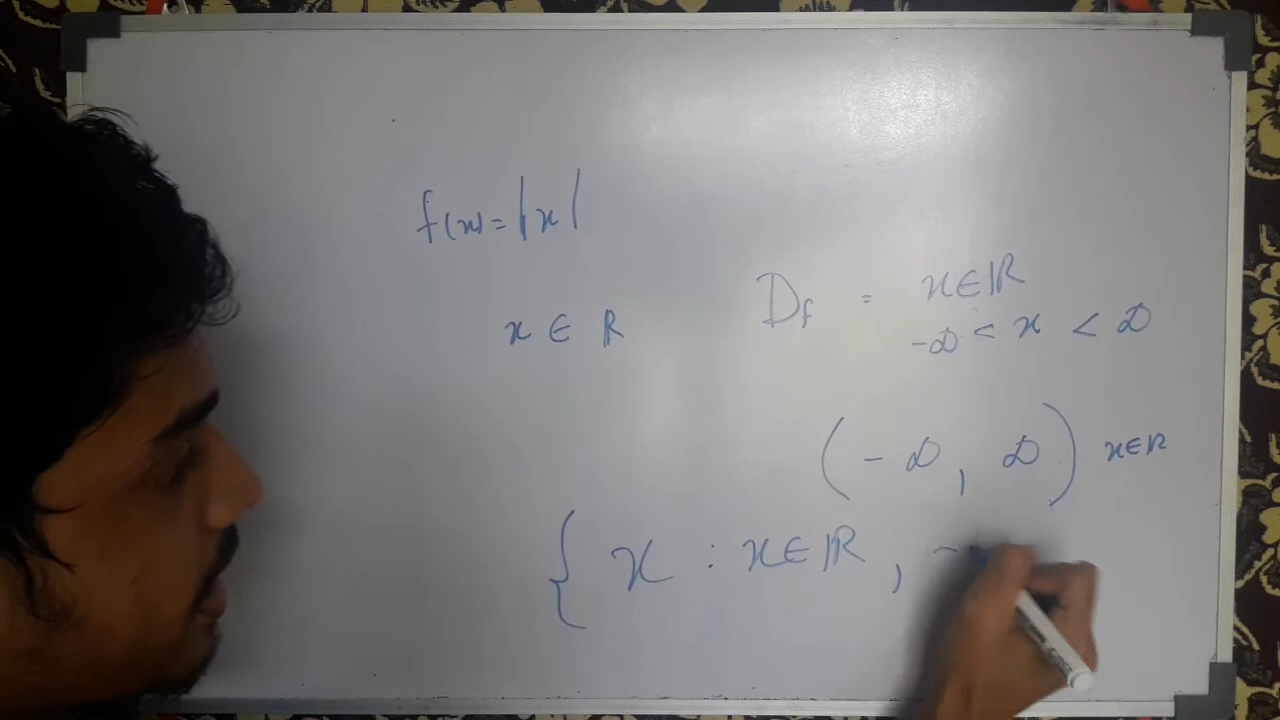 f(x) = |x|
x ∈ R
D_f = x ∈ ℝ
-∞ < x < ∞
(-∞, ∞) x ∈ R
{ x : x ∈ ℝ, -